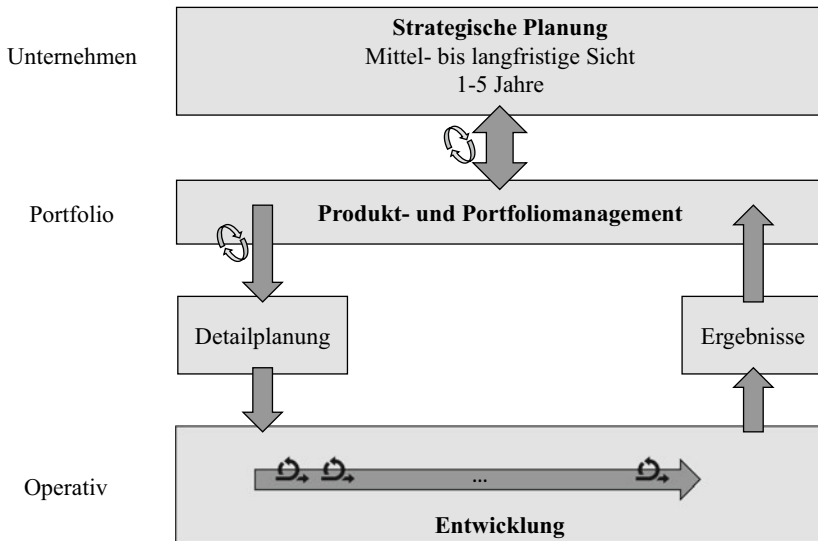 Strategische Planung
Unternehmen
Mittel- bis langfristige Sicht
1-5 Jahre
Portfolio
Produkt- und Portfoliomanagement
Detailplanung
Ergebnisse
Operativ
...
Entwicklung